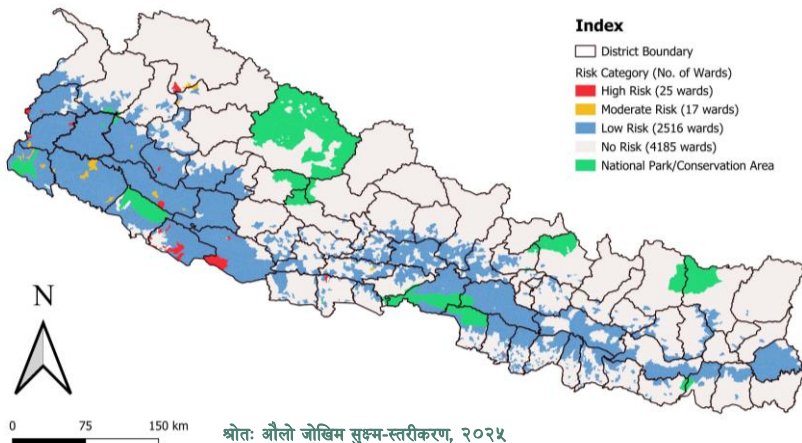 Index
District Boundary
Risk Category (No. of Wards)
High Risk (25 wards)
Moderate Risk (17 wards)
Low Risk (2516 wards)
No Risk (4185 wards)
National Park/Conservation Area
N
0 75 150 km
श्रोतः औलो जोखिम सुक्ष्म-स्तरीकरण, २०२५